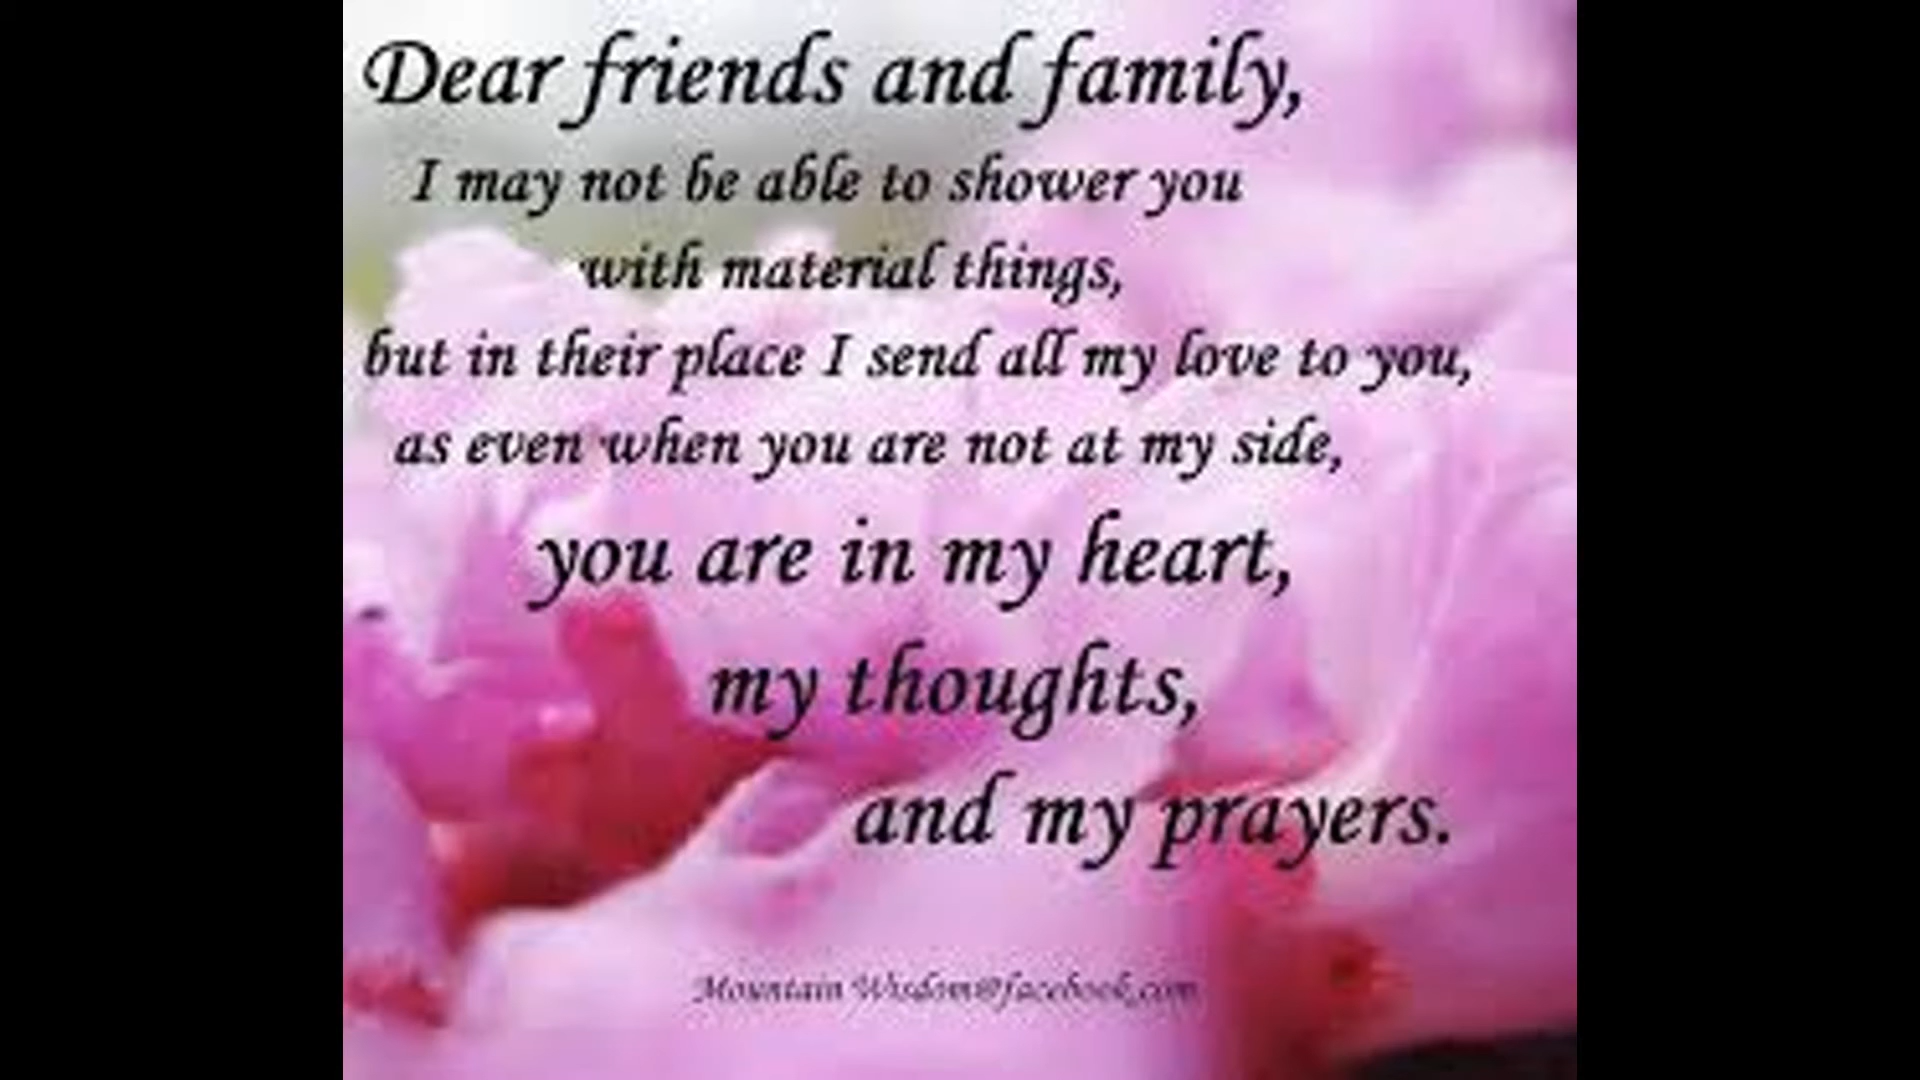 Dear friends and family,
I may not be able to shower you
with material things,
but in their place I send all my love to you,
as even when you are not at my side,
you are in my heart,
my thoughts,
and my prayers.
Mountain Wisdom@facebook.com